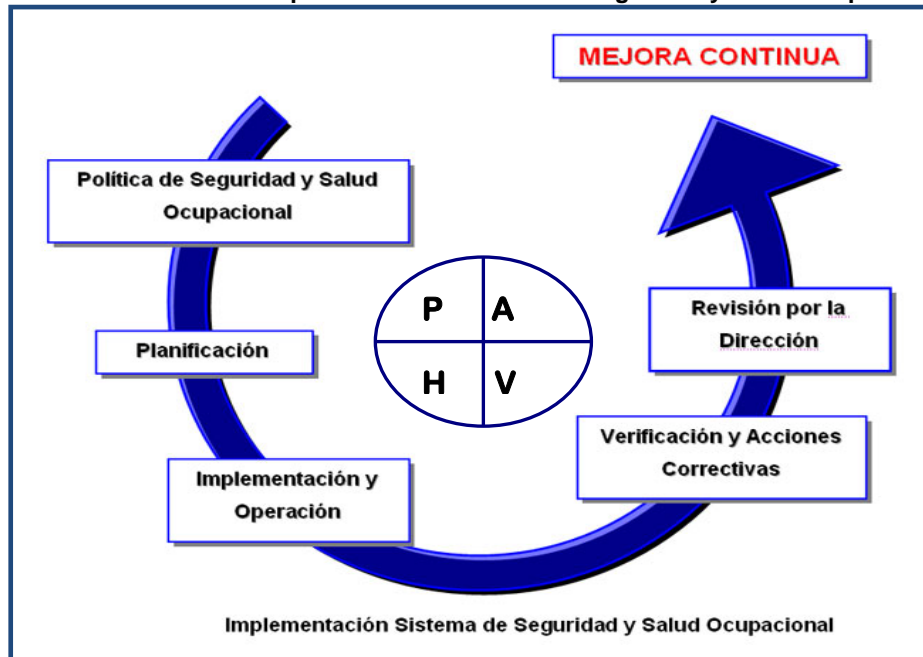 MEJORA CONTINUA
Política de Seguridad y Salud
Ocupacional
Planificación
Implementación y
Operación
P A
H V
Revisión por la
Dirección
Verificación y Acciones
Correctivas
Implementación Sistema de Seguridad y Salud Ocupacional